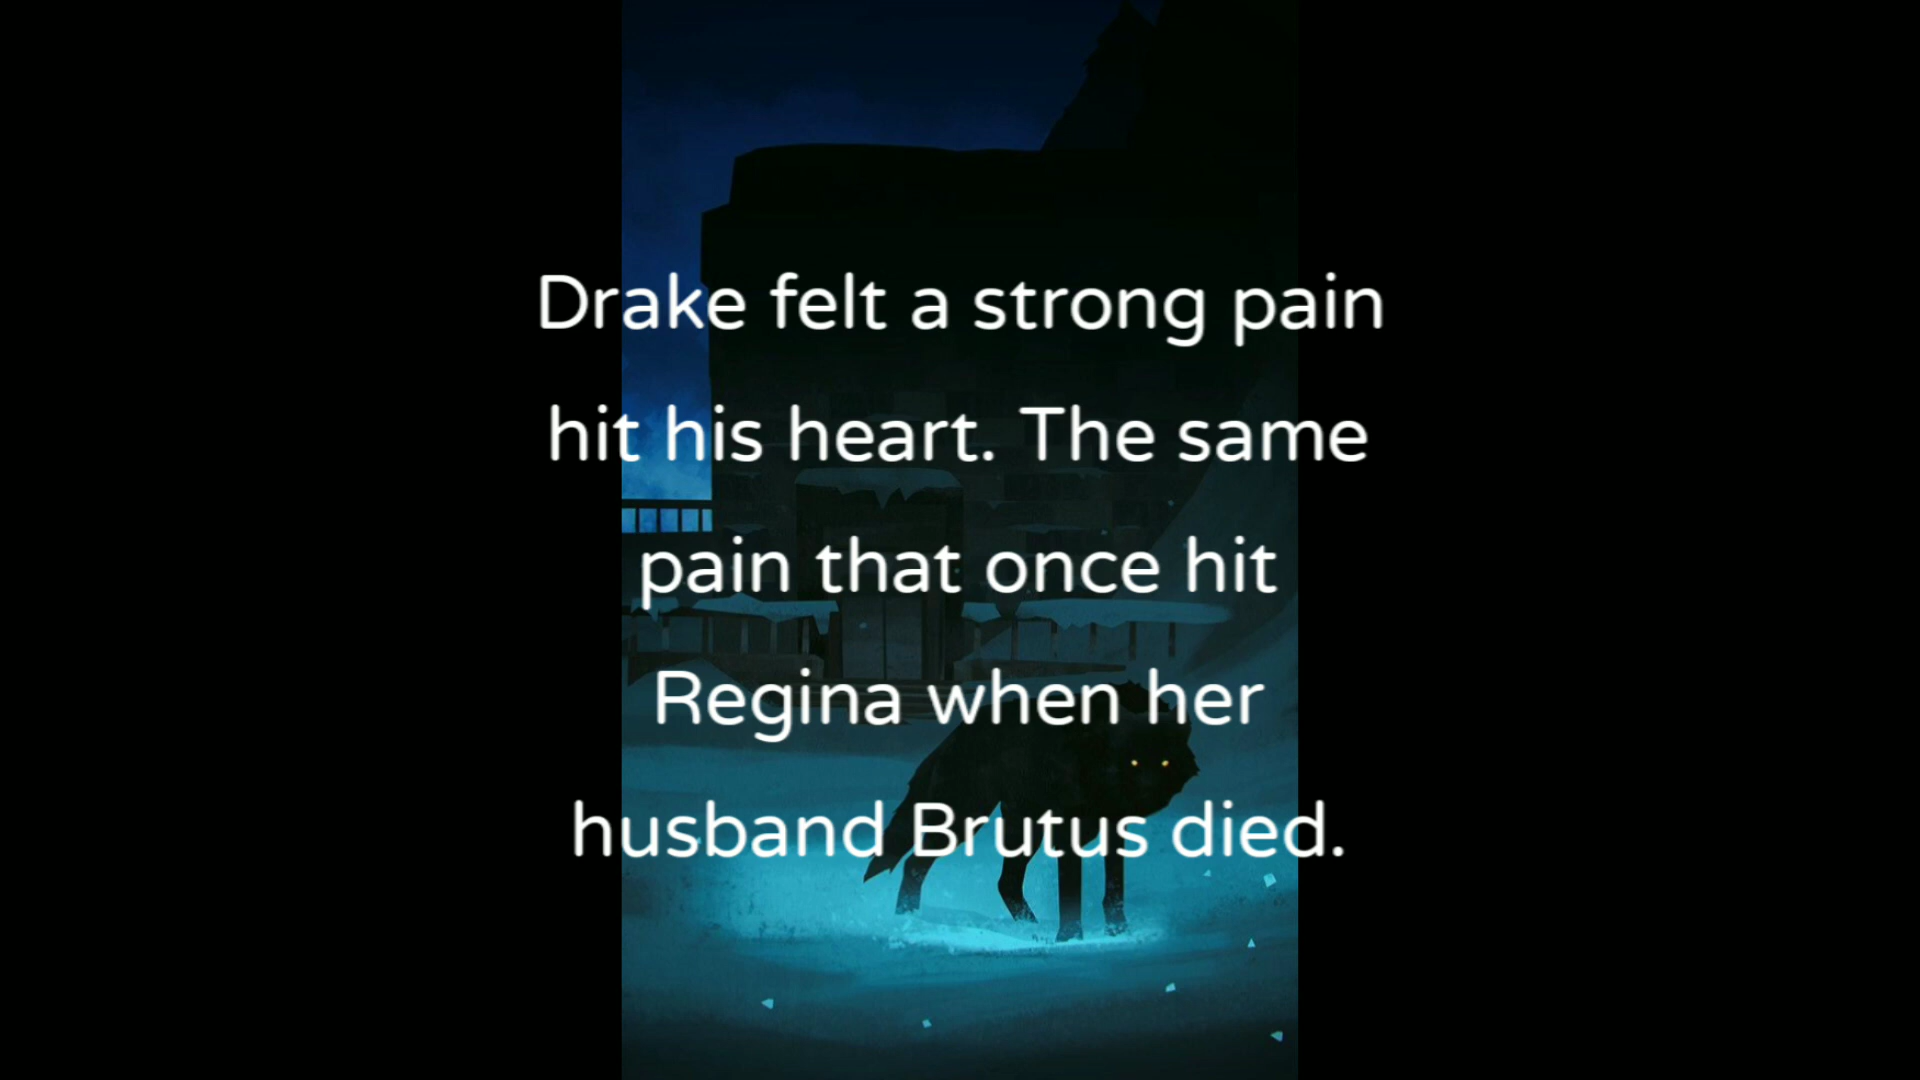 Drake felt a strong pain
hit his heart. The same
pain that once hit
Regina when her
husband Brutus died.